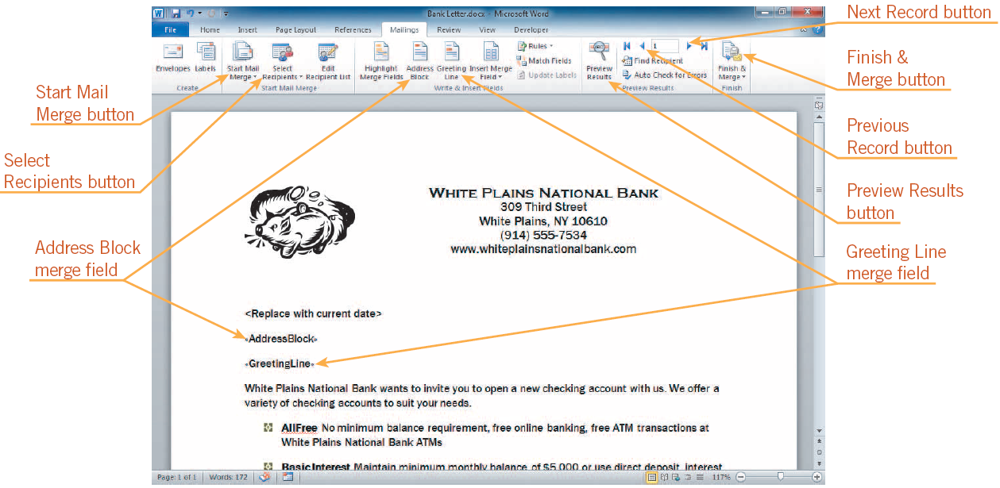 Bank Letter.docx - Microsoft Word
File Home Insert Page Layout References Mailings Review View Developer
Next Record button
Envelopes Labels
Start Mail Merge
Select Recipients
Edit Recipient List
Highlight Merge Fields
Address Block
Greeting Line
Insert Merge Field
Rules
Match Fields
Update Labels
Preview Results
1
Find Recipient
Auto Check for Errors
Finish & Merge
Create
Start Mail Merge
Write & Insert Fields
Preview Results
Finish
Finish &
Merge button
Start Mail
Merge button
Previous
Record button
Select
Recipients button
Preview Results
button
Address Block
merge field
Greeting Line
merge field
White Plains National Bank
309 Third Street
White Plains, NY 10610
(914) 555-7534
www.whiteplainsnationalbank.com
<Replace with current date>
«AddressBlock»
«GreetingLine»
White Plains National Bank wants to invite you to open a new checking account with us. We offer a
variety of checking accounts to suit your needs.
AllFree No minimum balance requirement, free online banking, free ATM transactions at
White Plains National Bank ATMs
Basic Interest Maintain minimum monthly balance of $5,000 or use direct deposit, interest
Page: 1 of 1 Words: 172 117%